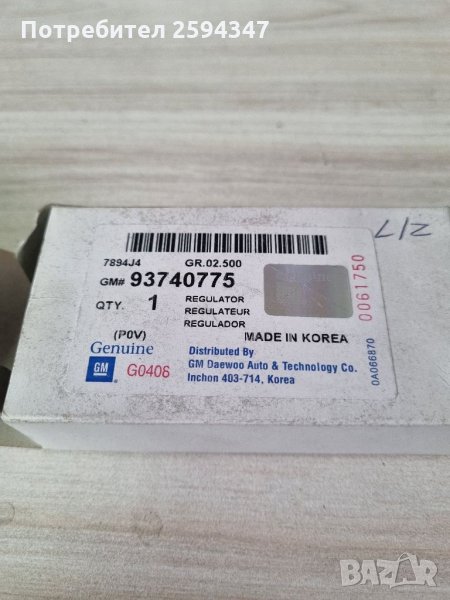 Потребител 2594347
7894J4 GR.02.500
GM# 93740775
QTY. 1 REGULATOR
REGULATEUR
REGULADOR
MADE IN KOREA
(P0V)
Genuine
GM G0406
Distributed By
GM Daewoo Auto & Technology Co.
Inchon 403-714, Korea
0061750
0A066870
BAZAR